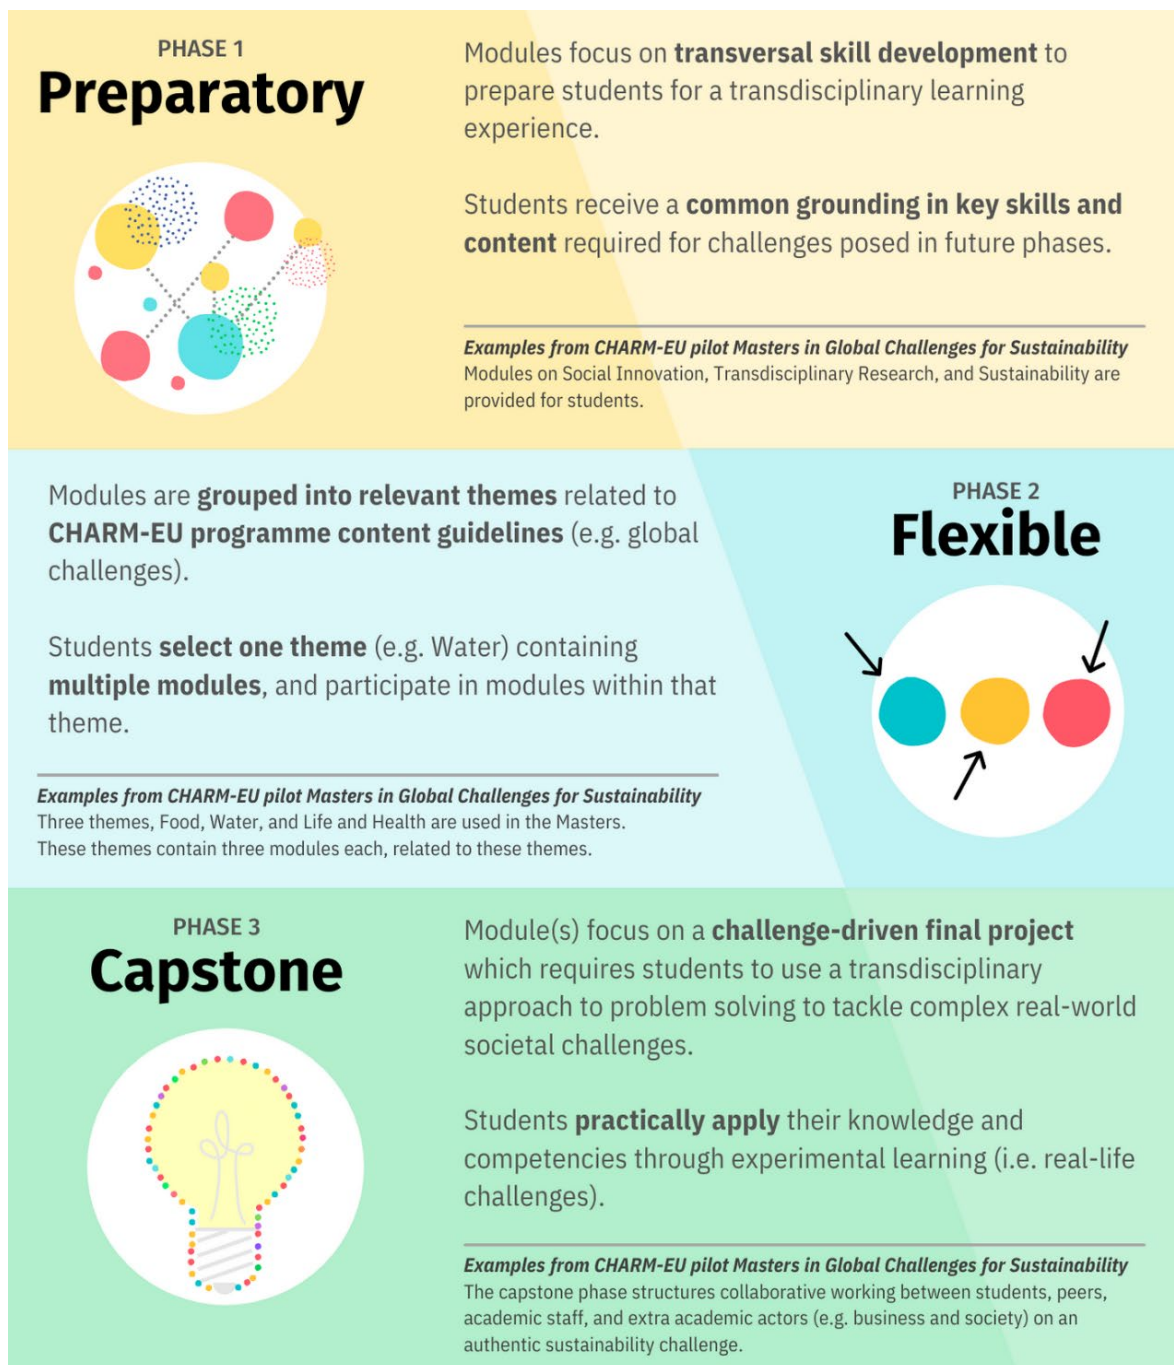 PHASE 1
Preparatory
Modules focus on transversal skill development to
prepare students for a transdisciplinary learning
experience.
Students receive a common grounding in key skills and
content required for challenges posed in future phases.
Examples from CHARM-EU pilot Masters in Global Challenges for Sustainability
Modules on Social Innovation, Transdisciplinary Research, and Sustainability are
provided for students.
Modules are grouped into relevant themes related to
CHARM-EU programme content guidelines (e.g. global
challenges).
Students select one theme (e.g. Water) containing
multiple modules, and participate in modules within that
theme.
Examples from CHARM-EU pilot Masters in Global Challenges for Sustainability
Three themes, Food, Water, and Life and Health are used in the Masters.
These themes contain three modules each, related to these themes.
PHASE 2
Flexible
PHASE 3
Capstone
Module(s) focus on a challenge-driven final project
which requires students to use a transdisciplinary
approach to problem solving to tackle complex real-world
societal challenges.
Students practically apply their knowledge and
competencies through experimental learning (i.e. real-life
challenges).
Examples from CHARM-EU pilot Masters in Global Challenges for Sustainability
The capstone phase structures collaborative working between students, peers,
academic staff, and extra academic actors (e.g. business and society) on an
authentic sustainability challenge.